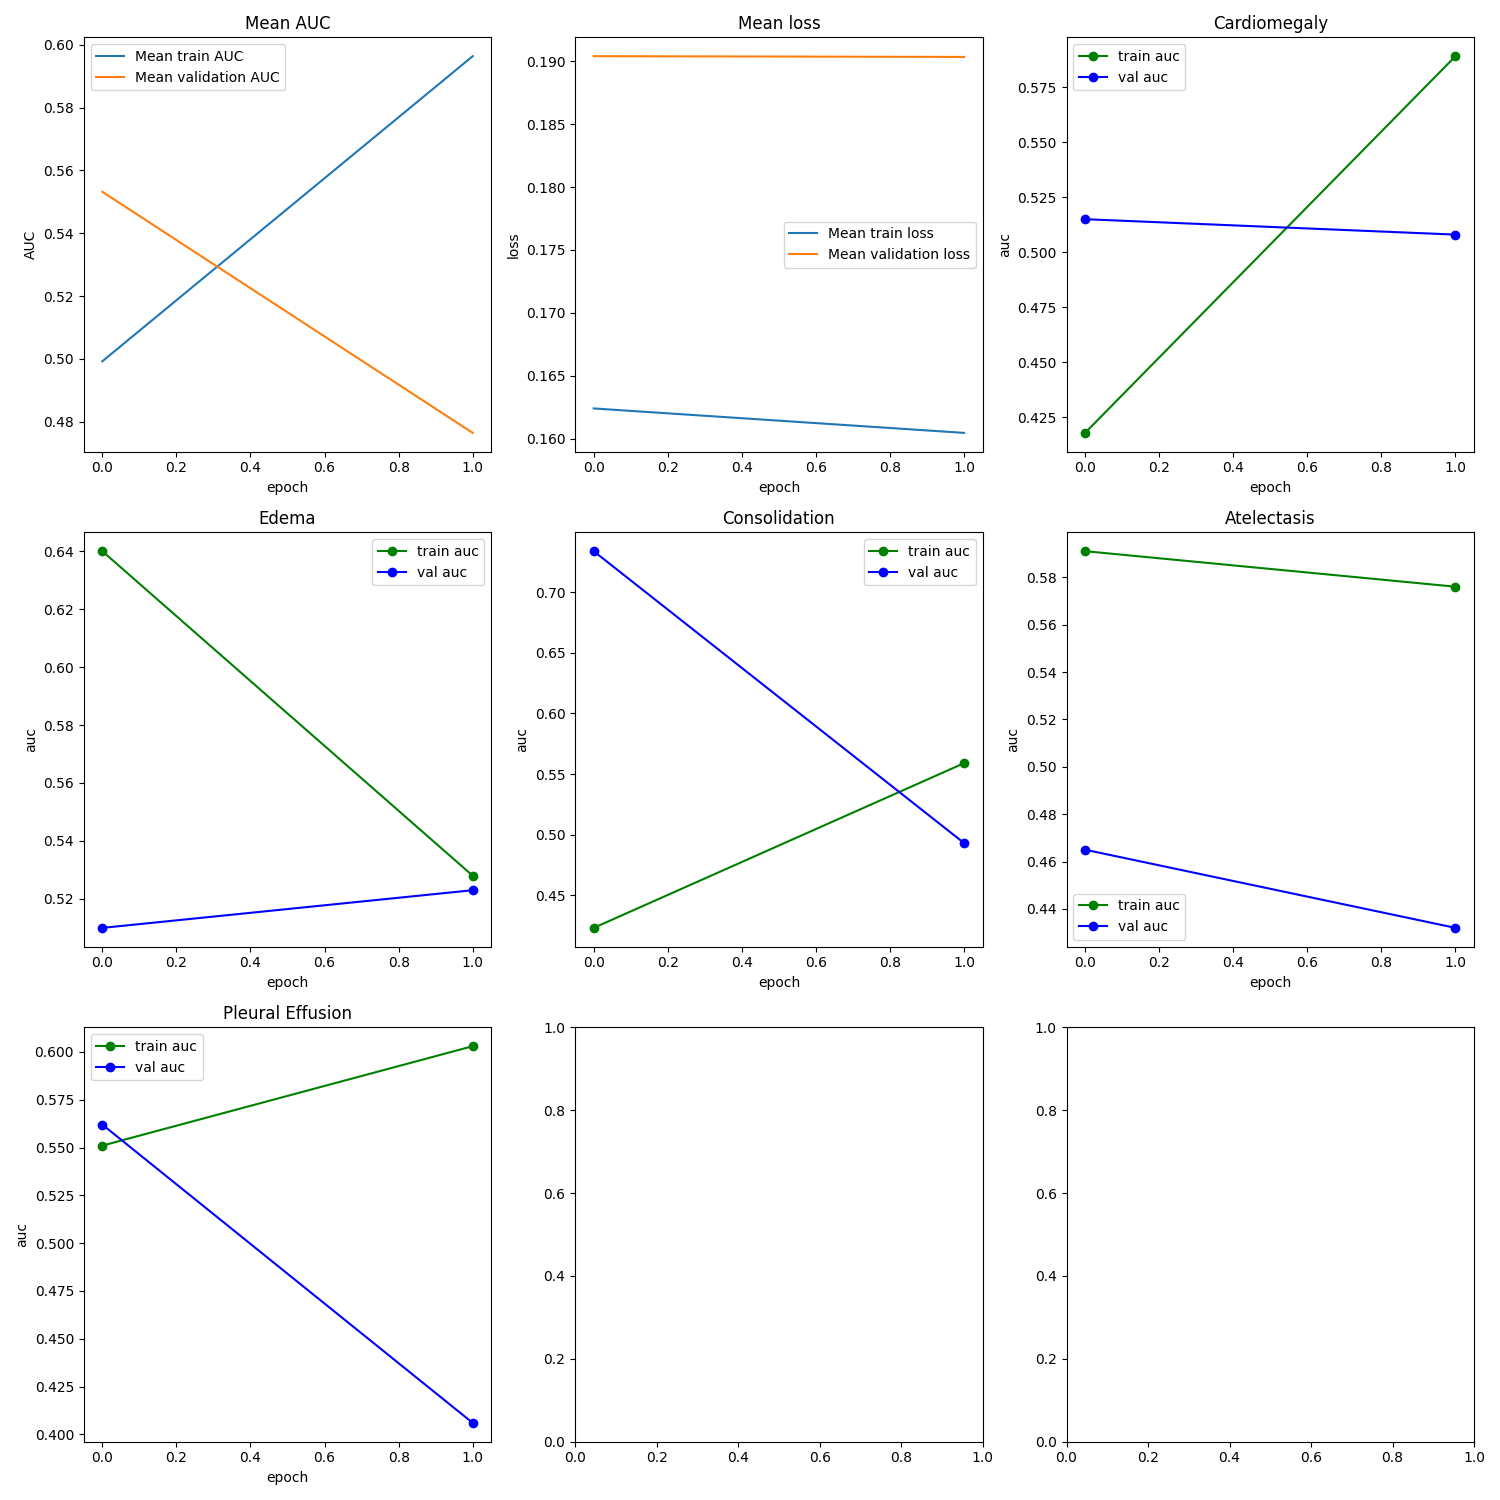 Mean AUC
Mean train AUC
Mean validation AUC
0.60
0.58
0.56
0.54
0.52
0.50
0.48
AUC
0.0 0.2 0.4 0.6 0.8 1.0
epoch
Mean loss
Mean train loss
Mean validation loss
0.190
0.185
0.180
0.175
0.170
0.165
0.160
loss
0.0 0.2 0.4 0.6 0.8 1.0
epoch
Cardiomegaly
train auc
val auc
0.575
0.550
0.525
0.500
0.475
0.450
0.425
auc
0.0 0.2 0.4 0.6 0.8 1.0
epoch
Edema
train auc
val auc
0.64
0.62
0.60
0.58
0.56
0.54
0.52
auc
0.0 0.2 0.4 0.6 0.8 1.0
epoch
Consolidation
train auc
val auc
0.70
0.65
0.60
0.55
0.50
0.45
auc
0.0 0.2 0.4 0.6 0.8 1.0
epoch
Atelectasis
0.58
0.56
0.54
0.52
0.50
0.48
0.46
0.44
auc
train auc
val auc
0.0 0.2 0.4 0.6 0.8 1.0
epoch
Pleural Effusion
train auc
val auc
0.600
0.575
0.550
0.525
0.500
0.475
0.450
0.425
0.400
auc
0.0 0.2 0.4 0.6 0.8 1.0
epoch
1.0
0.8
0.6
0.4
0.2
0.0
0.0 0.2 0.4 0.6 0.8 1.0
1.0
0.8
0.6
0.4
0.2
0.0
0.0 0.2 0.4 0.6 0.8 1.0